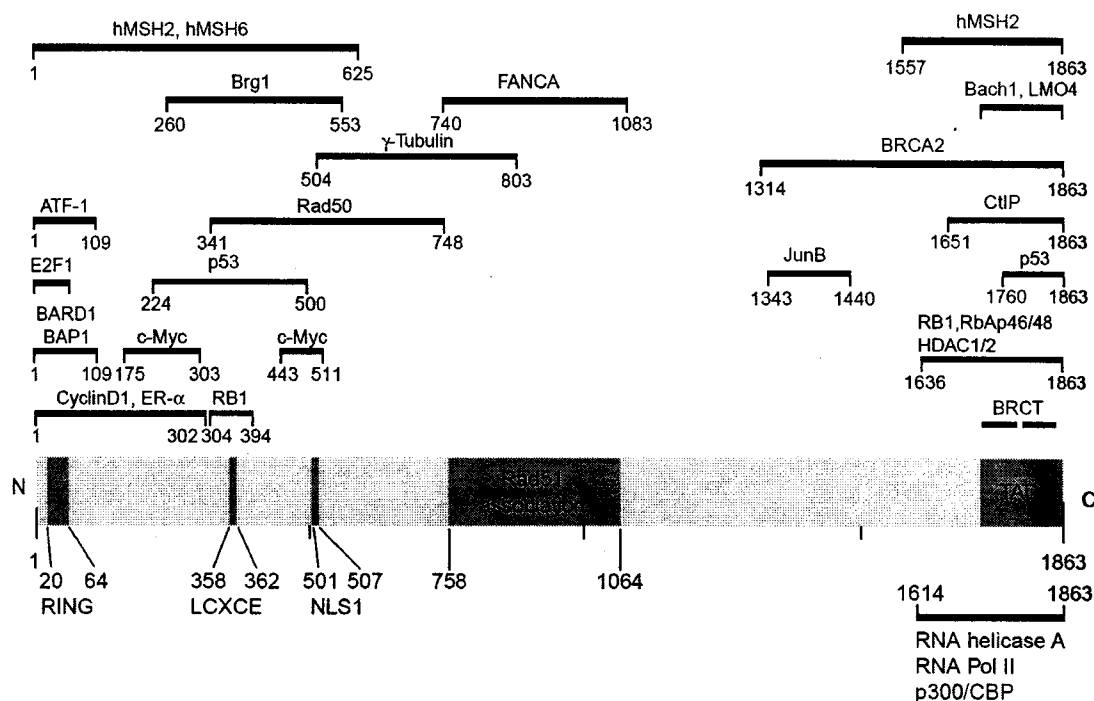 hMSH2, hMSH6
1 625
hMSH2
1557 1863
Brg1
260 553
FANCA
740 1083
Bach1, LMO4
γ-Tubulin
504 803
BRCA2
1314 1863
ATF-1
1 109
Rad50
341 748
CtIP
1651 1863
E2F1
p53
224 500
JunB
1343 1440
p53
1760 1863
BARD1
BAP1
1 109
c-Myc
175 303
c-Myc
443 511
RB1,RbAp46/48
HDAC1/2
1636 1863
CyclinD1, ER-α
1 302
RB1
304 394
BRCT
N
Rad51
C
1
20 64
RING
358 362
LCXCE
501 507
NLS1
758 1064
1863
1614 1863
RNA helicase A
RNA Pol II
p300/CBP